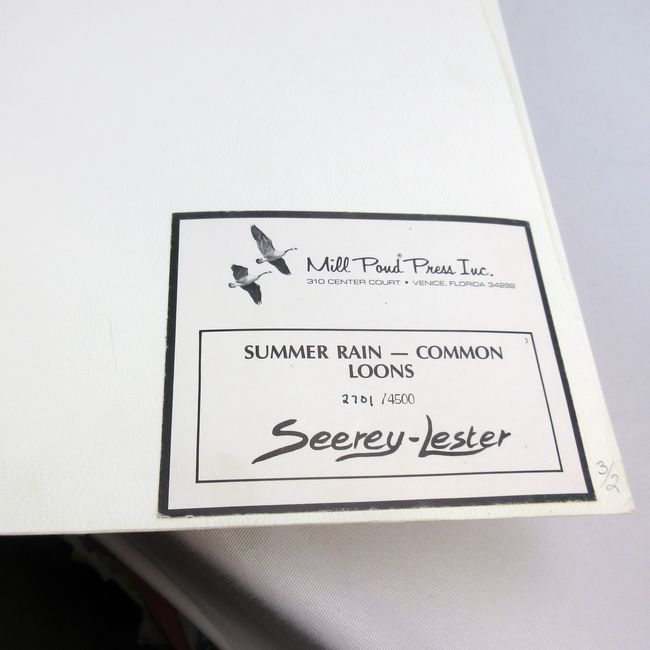 Mill Pond® Press Inc.
310 CENTER COURT • VENICE, FLORIDA 34292
SUMMER RAIN — COMMON
LOONS
2701 /4500
Seerey-Lester
3/2